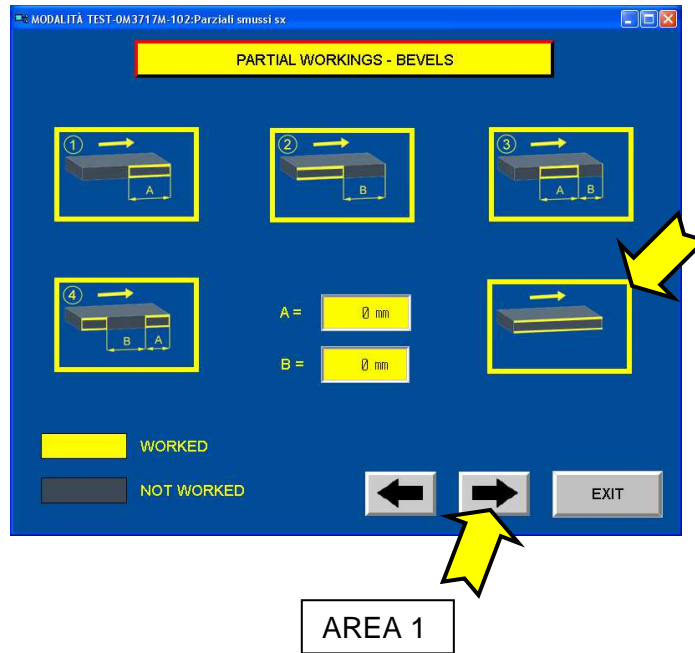 MODALITÀ TEST-0M3717M-102:Parziali smussi sx
PARTIAL WORKINGS - BEVELS
1
A
2
B
3
A B
4
B A
A = 0 mm
B = 0 mm
WORKED
NOT WORKED
EXIT
AREA 1